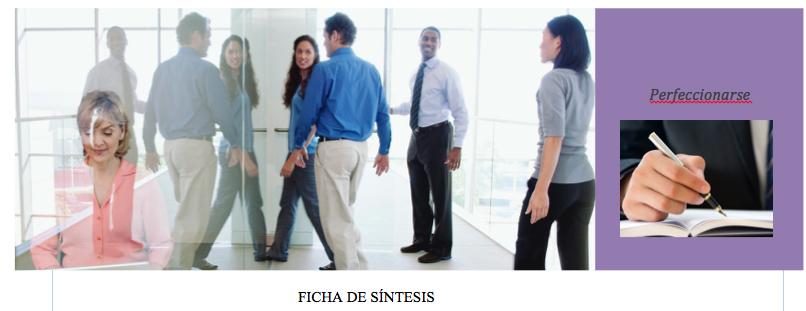 Perfeccionarse
FICHA DE SÍNTESIS